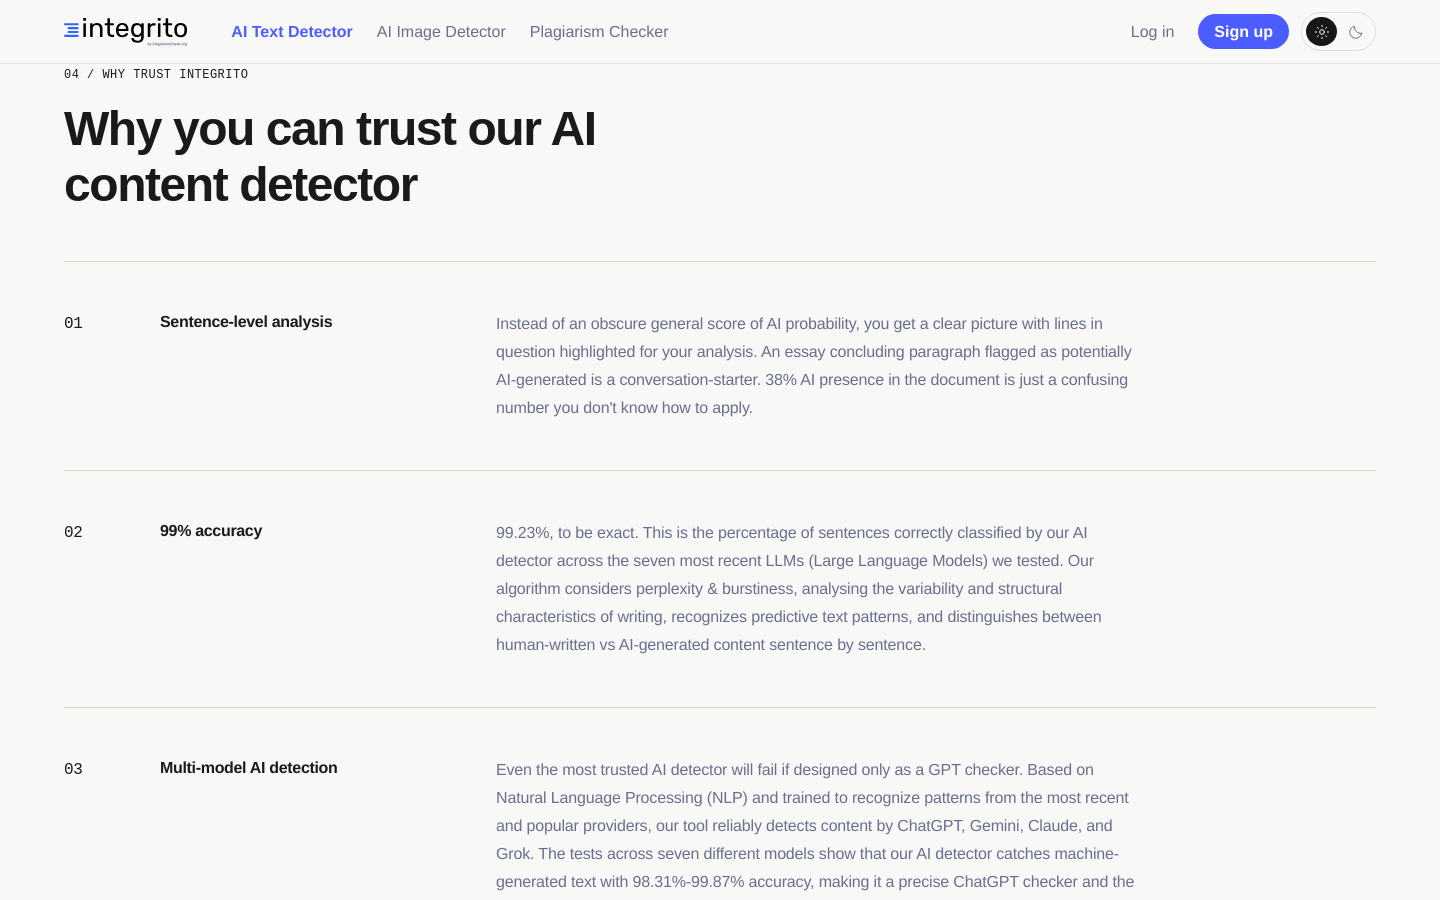 integrito
by PlagiarismCheck.org
AI Text Detector
AI Image Detector
Plagiarism Checker
Log in
Sign up
04 / WHY TRUST INTEGRITO
Why you can trust our AI
content detector
01
Sentence-level analysis
Instead of an obscure general score of AI probability, you get a clear picture with lines in
question highlighted for your analysis. An essay concluding paragraph flagged as potentially
AI-generated is a conversation-starter. 38% AI presence in the document is just a confusing
number you don't know how to apply.
02
99% accuracy
99.23%, to be exact. This is the percentage of sentences correctly classified by our AI
detector across the seven most recent LLMs (Large Language Models) we tested. Our
algorithm considers perplexity & burstiness, analysing the variability and structural
characteristics of writing, recognizes predictive text patterns, and distinguishes between
human-written vs AI-generated content sentence by sentence.
03
Multi-model AI detection
Even the most trusted AI detector will fail if designed only as a GPT checker. Based on
Natural Language Processing (NLP) and trained to recognize patterns from the most recent
and popular providers, our tool reliably detects content by ChatGPT, Gemini, Claude, and
Grok. The tests across seven different models show that our AI detector catches machine-
generated text with 98.31%-99.87% accuracy, making it a precise ChatGPT checker and the